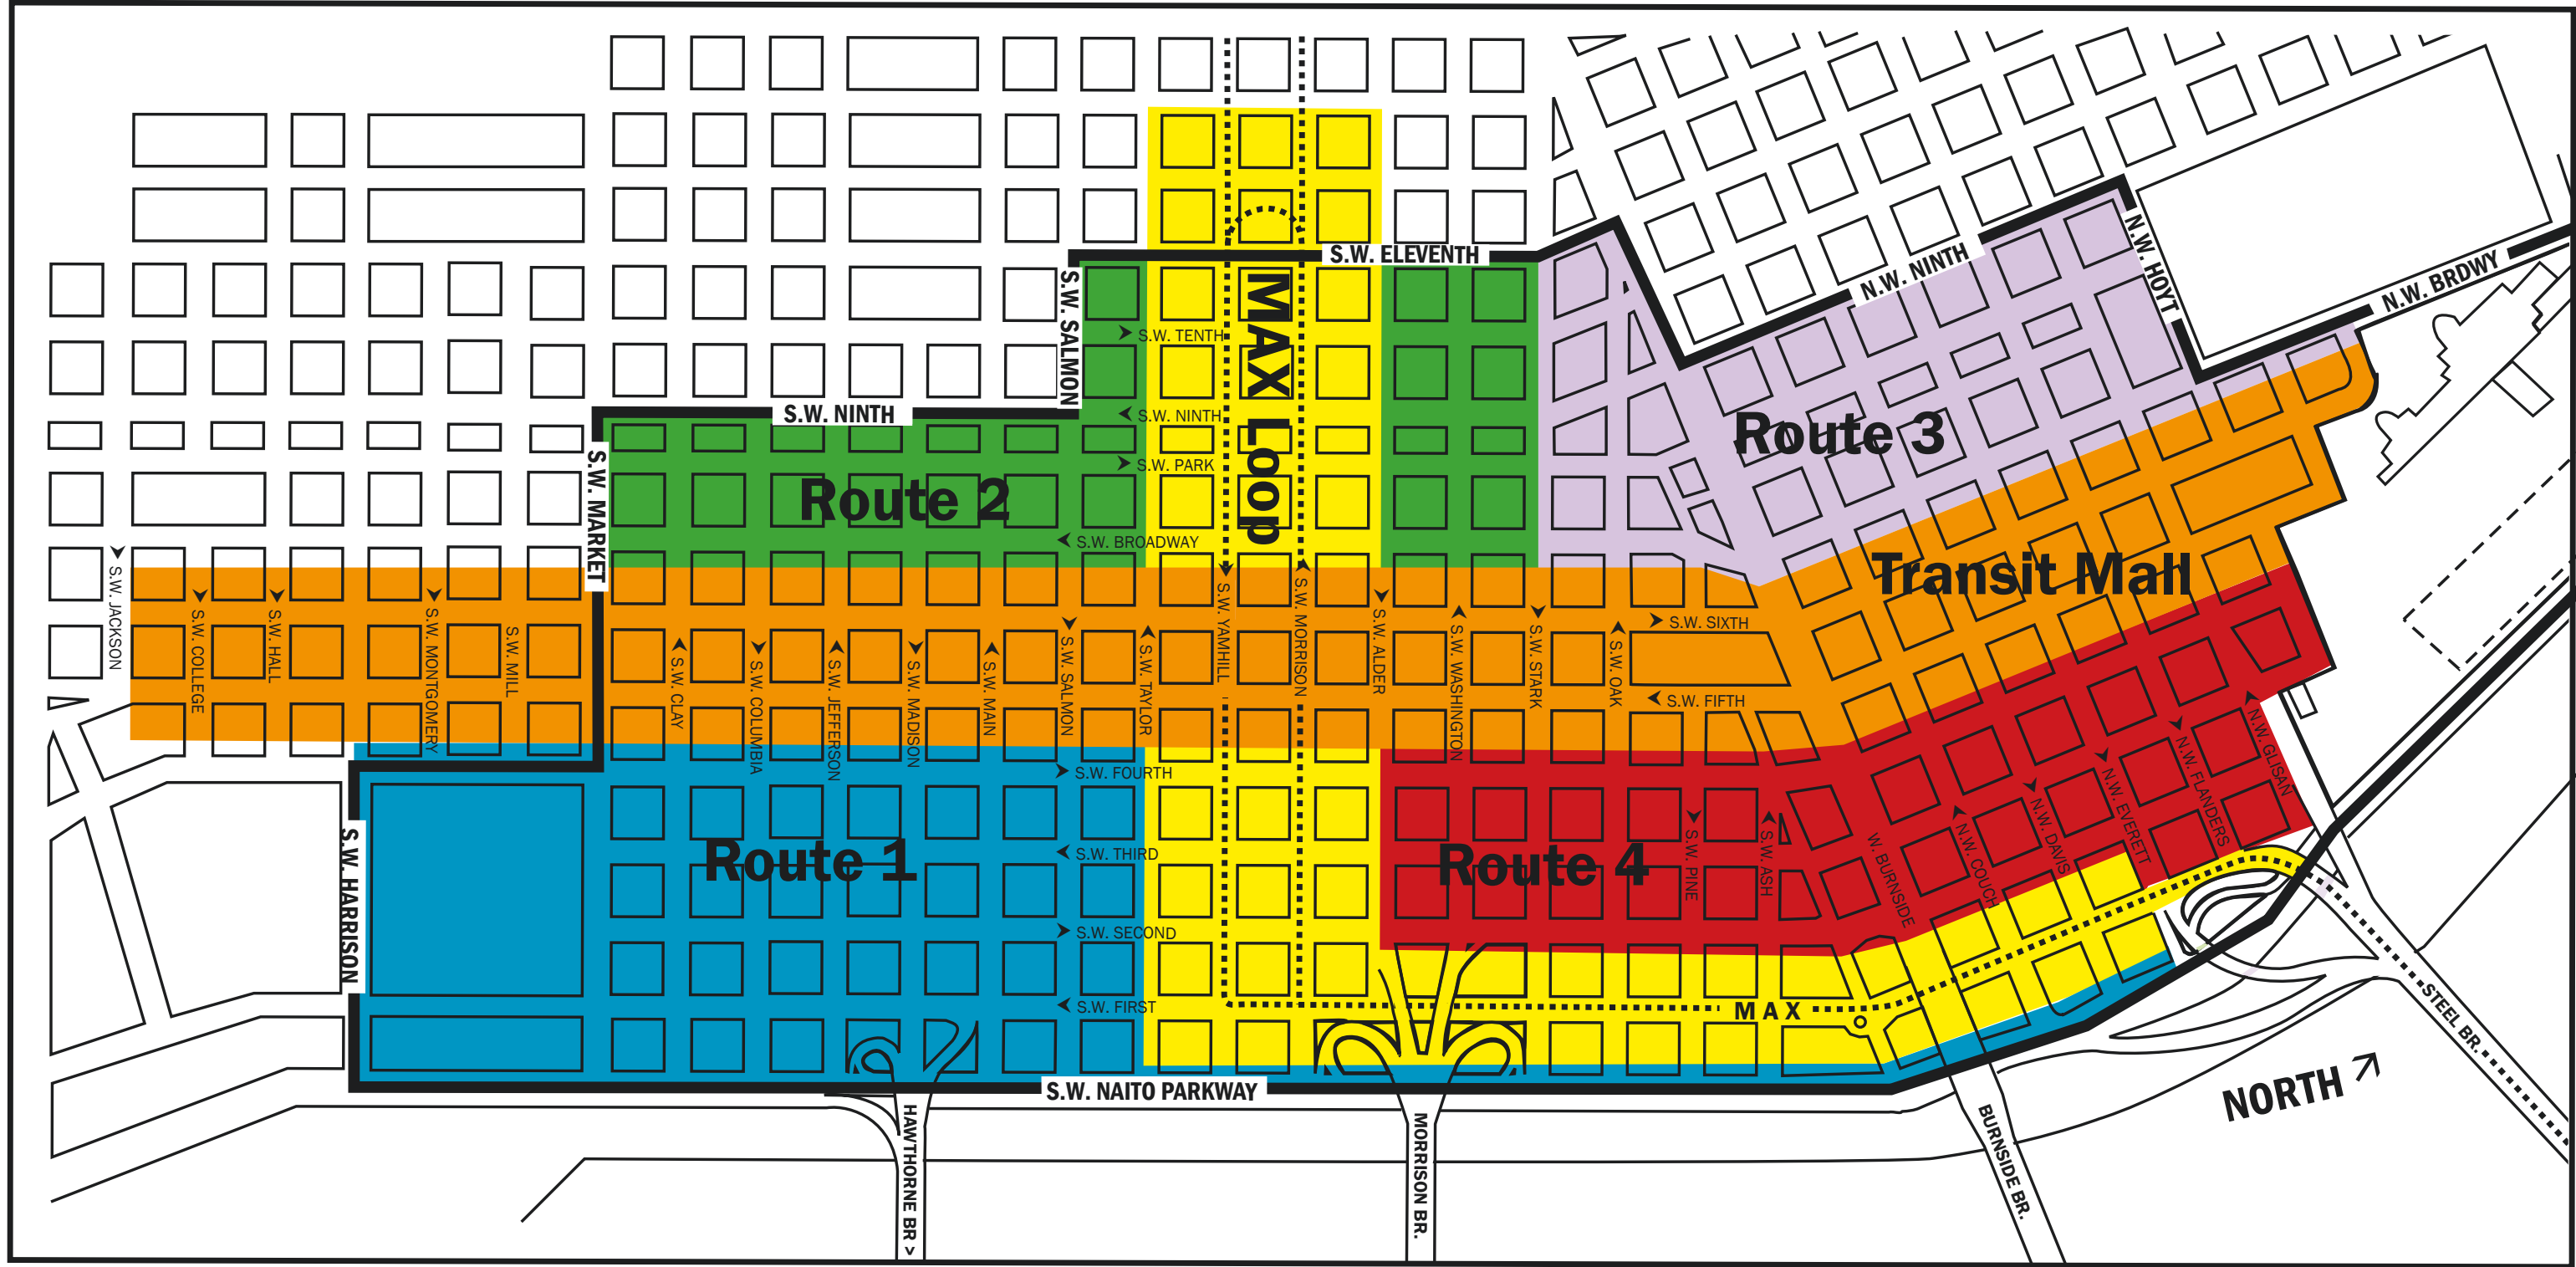 S.W. ELEVENTH
N.W. HOYT
N.W. NINTH
N.W. BRDWY
S.W. SALMON
MAX Loop
S.W. TENTH
S.W. NINTH
S.W. NINTH
Route 3
S.W. PARK
S.W. MARKET
Route 2
S.W. BROADWAY
Transit Mall
S.W. JACKSON
S.W. COLLEGE
S.W. HALL
S.W. MONTGOMERY
S.W. MILL
S.W. CLAY
S.W. COLUMBIA
S.W. JEFFERSON
S.W. MADISON
S.W. MAIN
S.W. SALMON
S.W. TAYLOR
S.W. YAMHILL
S.W. MORRISON
S.W. ALDER
S.W. WASHINGTON
S.W. STARK
S.W. OAK
S.W. SIXTH
S.W. FIFTH
S.W. FOURTH
S.W. PINE
S.W. ASH
W. BURNSIDE
N.W. COUCH
N.W. DAVIS
N.W. EVERETT
N.W. FLANDERS
N.W. GLISAN
S.W. HARRISON
Route 1
S.W. THIRD
Route 4
S.W. SECOND
S.W. FIRST
MAX
STEEL BR.
S.W. NAITO PARKWAY
NORTH
HAWTHORNE BR >
MORRISON BR.
BURNSIDE BR.